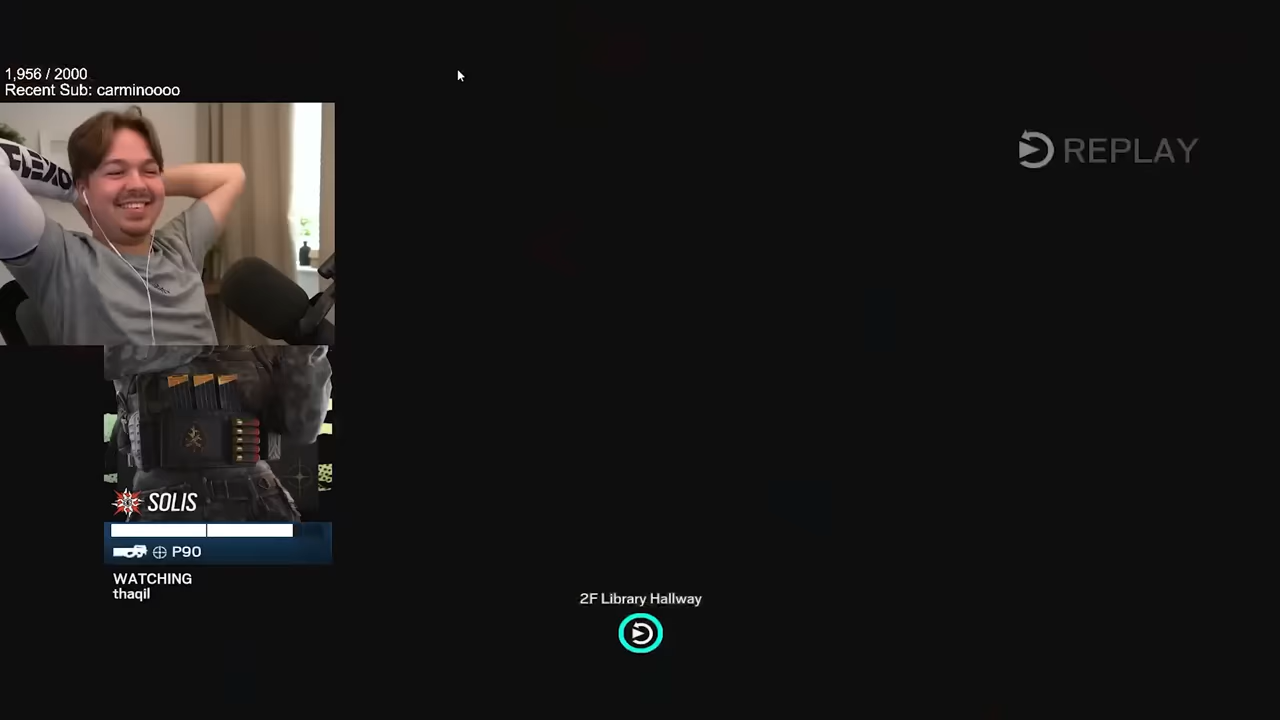 1,956 / 2000
Recent Sub: carminoooo
REPLAY
SOLIS
P90
WATCHING
thaqil
2F Library Hallway